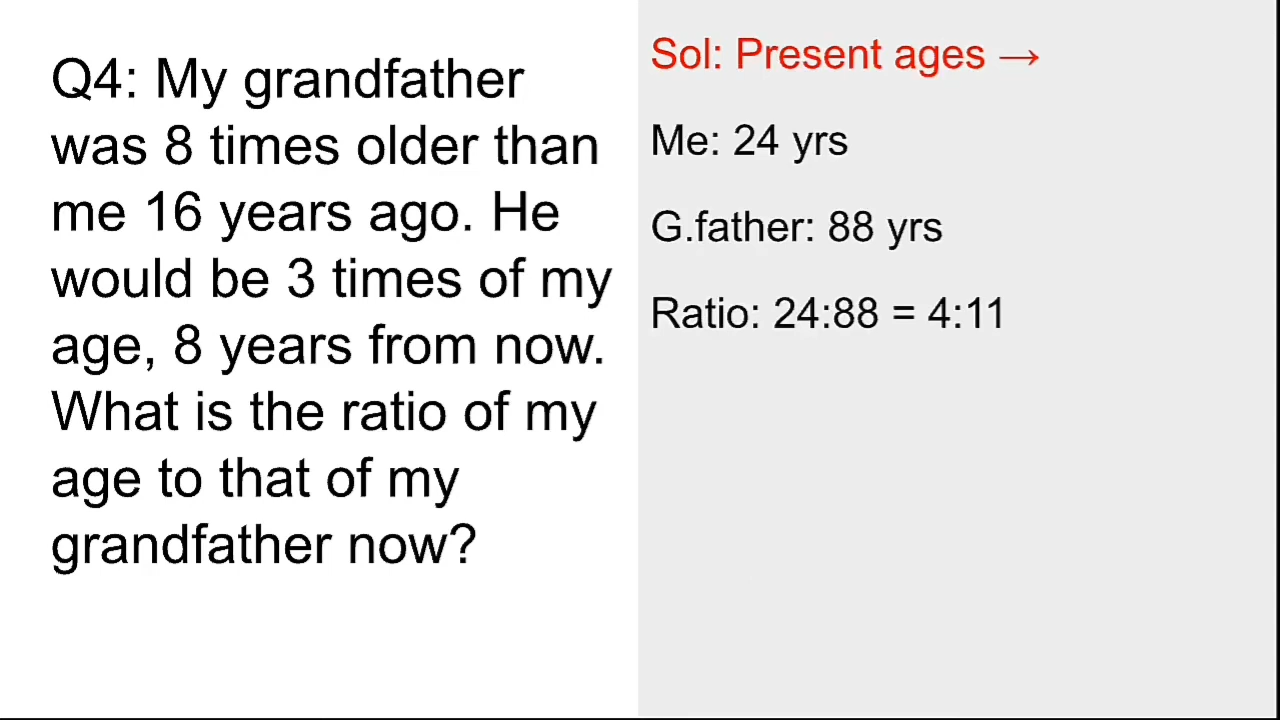 Q4: My grandfather
was 8 times older than
me 16 years ago. He
would be 3 times of my
age, 8 years from now.
What is the ratio of my
age to that of my
grandfather now?
Sol: Present ages →
Me: 24 yrs
G.father: 88 yrs
Ratio: 24:88 = 4:11